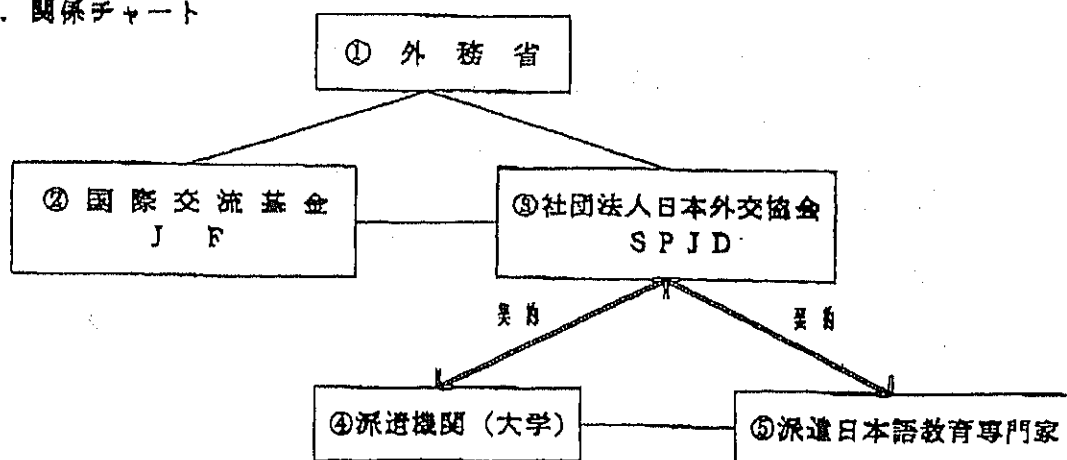 . 関係チャート
① 外務省
② 国際交流基金
J F
③社団法人日本外交協会
SPJD
契約
契約
④派遣機関(大学)
⑤派遣日本語教育専門家